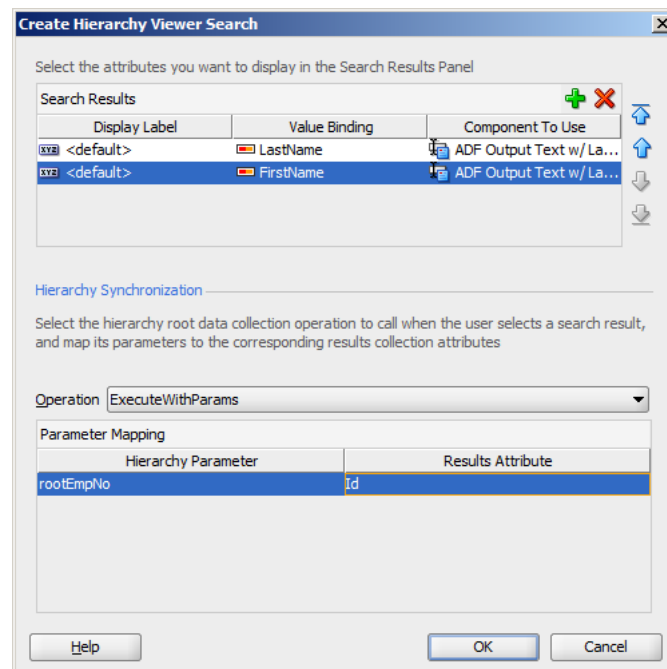 Create Hierarchy Viewer Search
Select the attributes you want to display in the Search Results Panel
Search Results
Display Label Value Binding Component To Use
xyz <default> LastName ADF Output Text w/ La...
xyz <default> FirstName ADF Output Text w/ La...
Hierarchy Synchronization
Select the hierarchy root data collection operation to call when the user selects a search result,
and map its parameters to the corresponding results collection attributes
Operation ExecuteWithParams
Parameter Mapping
Hierarchy Parameter Results Attribute
rootEmpNo Id
Help OK Cancel